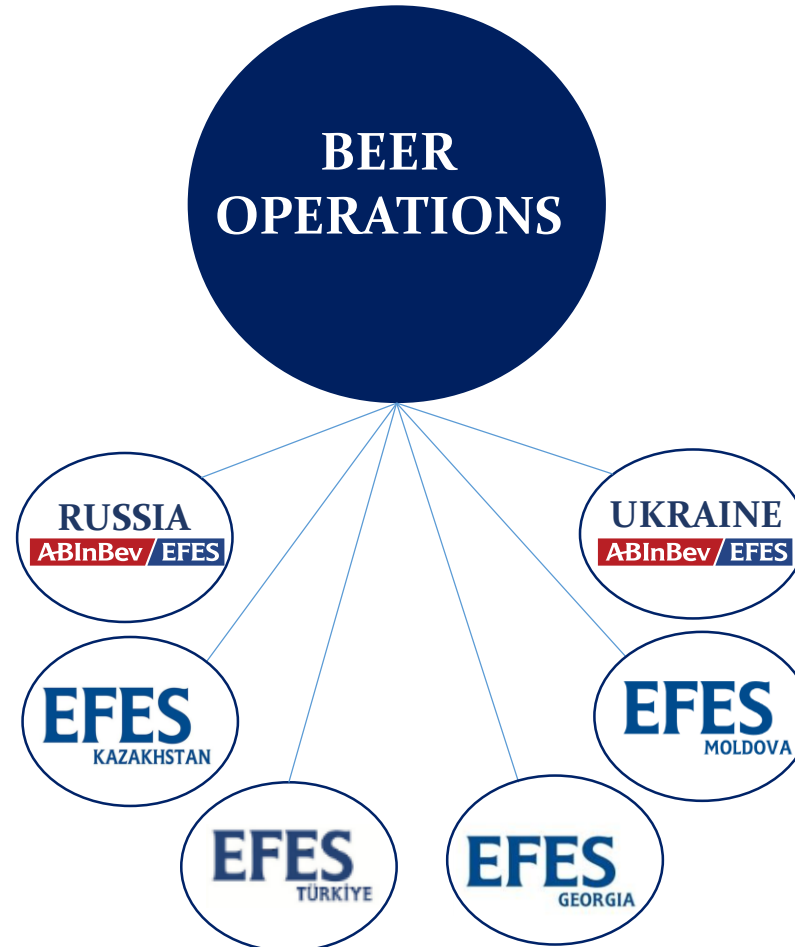 BEER
OPERATIONS
RUSSIA
ABInBev EFES
UKRAINE
ABInBev EFES
EFES
KAZAKHSTAN
EFES
MOLDOVA
EFES
TÜRKİYE
EFES
GEORGIA